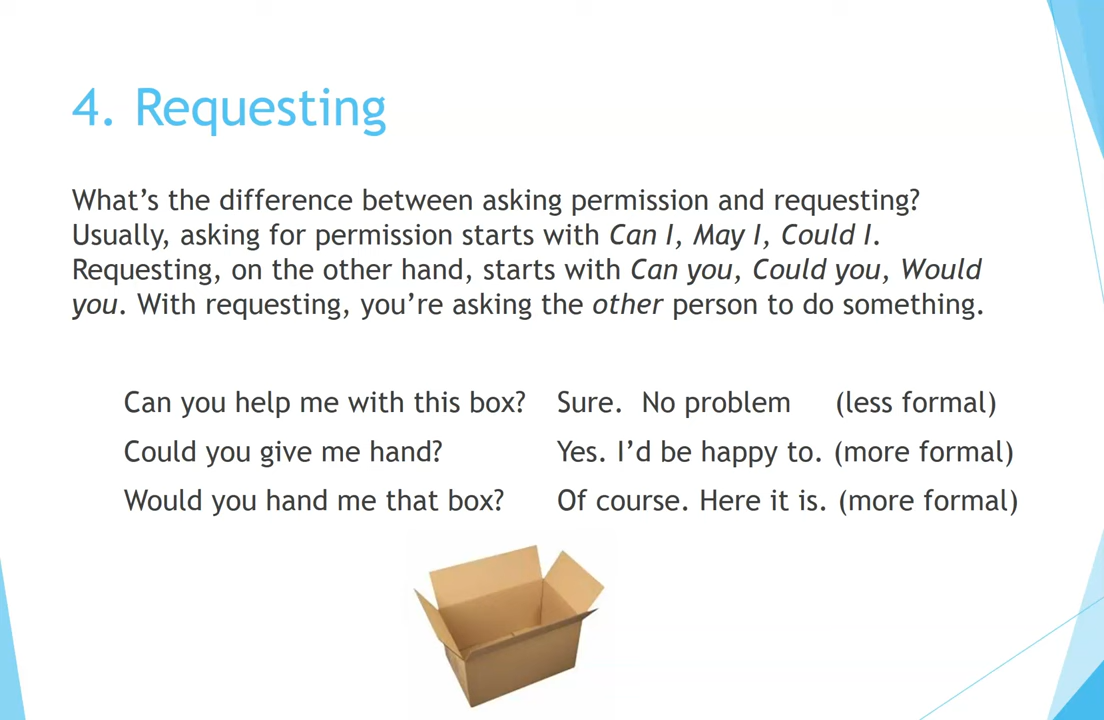 4. Requesting
What’s the difference between asking permission and requesting?
Usually, asking for permission starts with Can I, May I, Could I.
Requesting, on the other hand, starts with Can you, Could you, Would
you. With requesting, you’re asking the other person to do something.
Can you help me with this box? Sure. No problem (less formal)
Could you give me hand? Yes. I’d be happy to. (more formal)
Would you hand me that box? Of course. Here it is. (more formal)